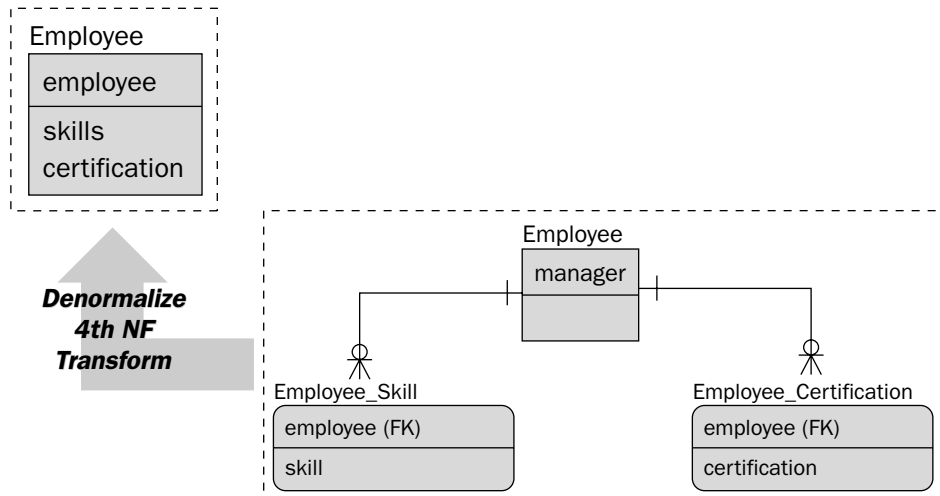 Employee
employee
skills
certification
Denormalize
4th NF
Transform
Employee
manager
Employee_Skill
employee (FK)
skill
Employee_Certification
employee (FK)
certification